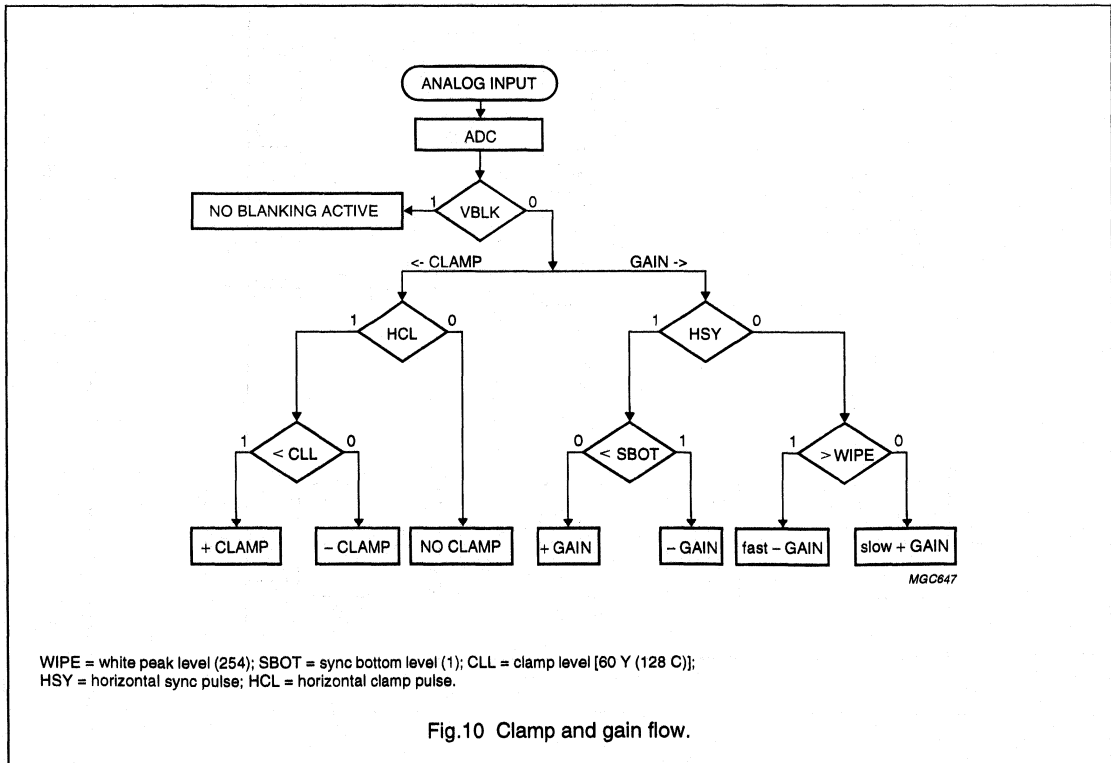 ANALOG INPUT
ADC
NO BLANKING ACTIVE
1
VBLK
0
<- CLAMP
GAIN ->
1
HCL
0
1
HSY
0
1
< CLL
0
0
< SBOT
1
1
> WIPE
0
+ CLAMP
− CLAMP
NO CLAMP
+ GAIN
− GAIN
fast − GAIN
slow + GAIN
MGC647
WIPE = white peak level (254); SBOT = sync bottom level (1); CLL = clamp level [60 Y (128 C)];
HSY = horizontal sync pulse; HCL = horizontal clamp pulse.
Fig.10 Clamp and gain flow.